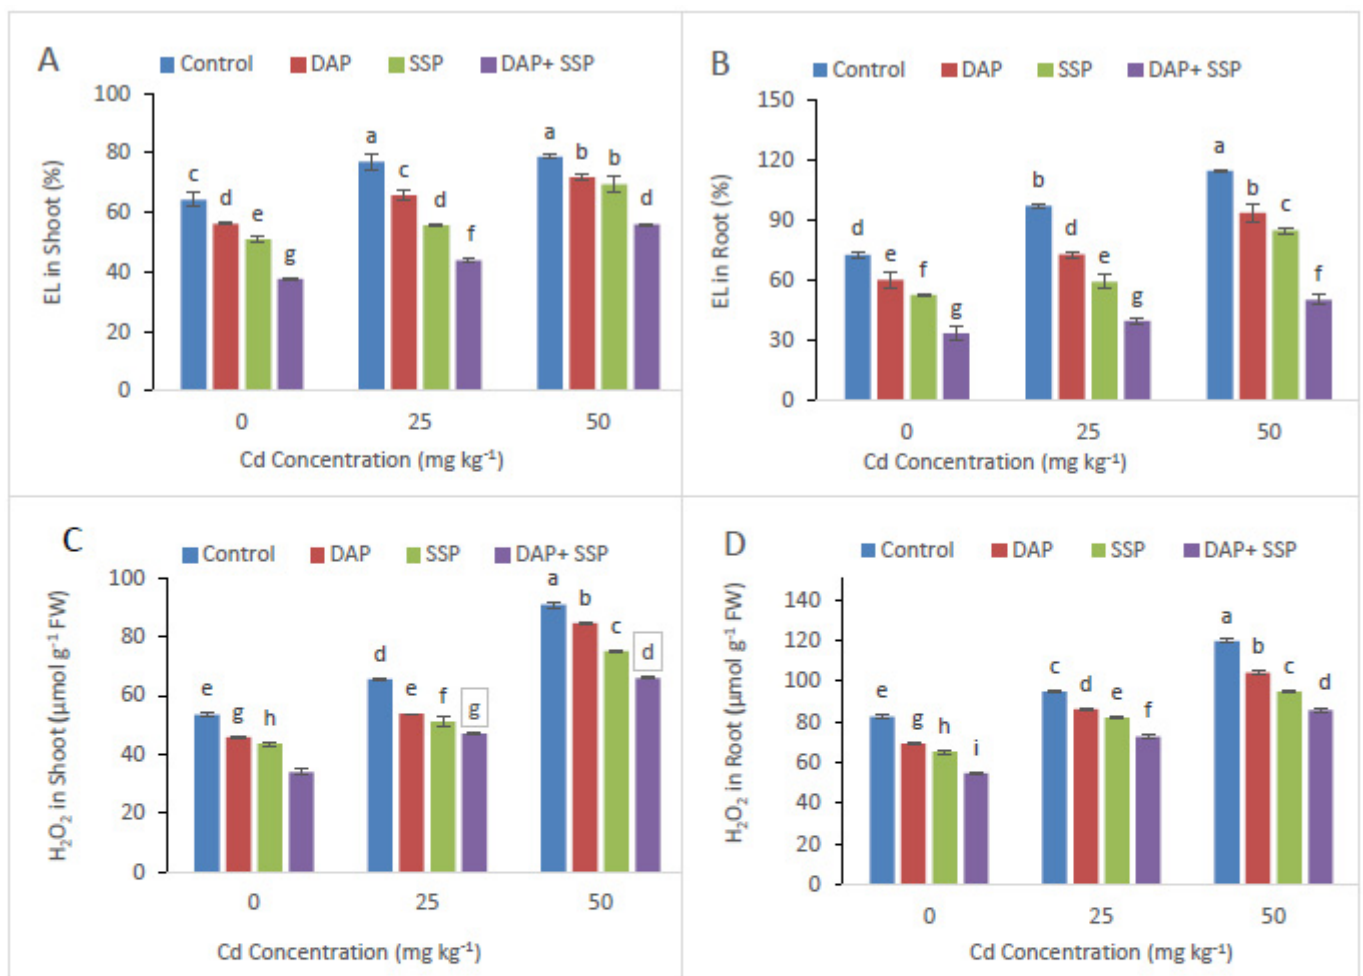 A
Control DAP SSP DAP+ SSP
EL in Shoot (%)
100
80
60
40
20
0
c d e g
a c d f
a b b d
0 25 50
Cd Concentration (mg kg⁻¹)
B
Control DAP SSP DAP+ SSP
EL in Root (%)
150
120
90
60
30
0
d e f g
b d e g
a b c f
0 25 50
Cd Concentration (mg kg⁻¹)
C
Control DAP SSP DAP+ SSP
H₂O₂ in Shoot (µmol g⁻¹ FW)
100
80
60
40
20
0
e g h
d e f g
a b c d
0 25 50
Cd Concentration (mg kg⁻¹)
D
Control DAP SSP DAP+ SSP
H₂O₂ in Root (µmol g⁻¹ FW)
140
120
100
80
60
40
20
0
e g h i
c d e f
a b c d
0 25 50
Cd Concentration (mg kg⁻¹)